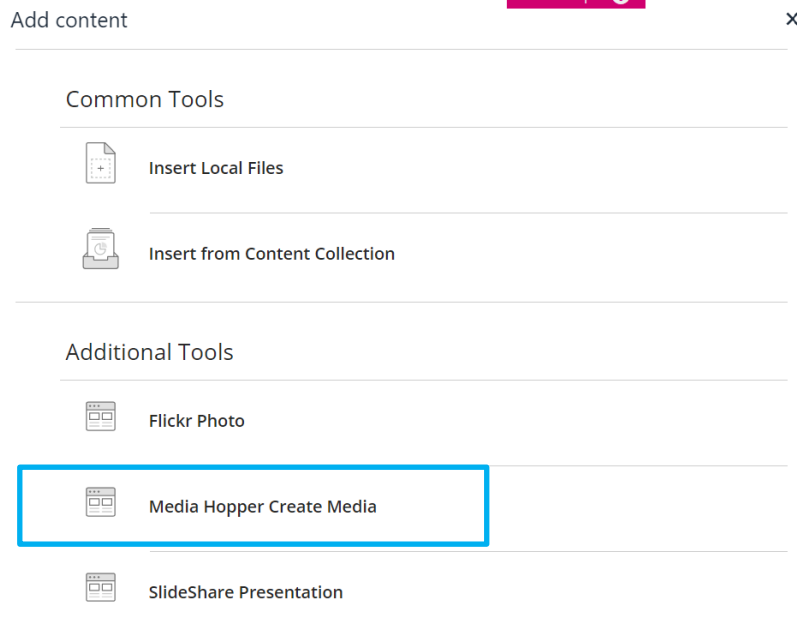 Add content
Common Tools
Insert Local Files
Insert from Content Collection
Additional Tools
Flickr Photo
Media Hopper Create Media
SlideShare Presentation